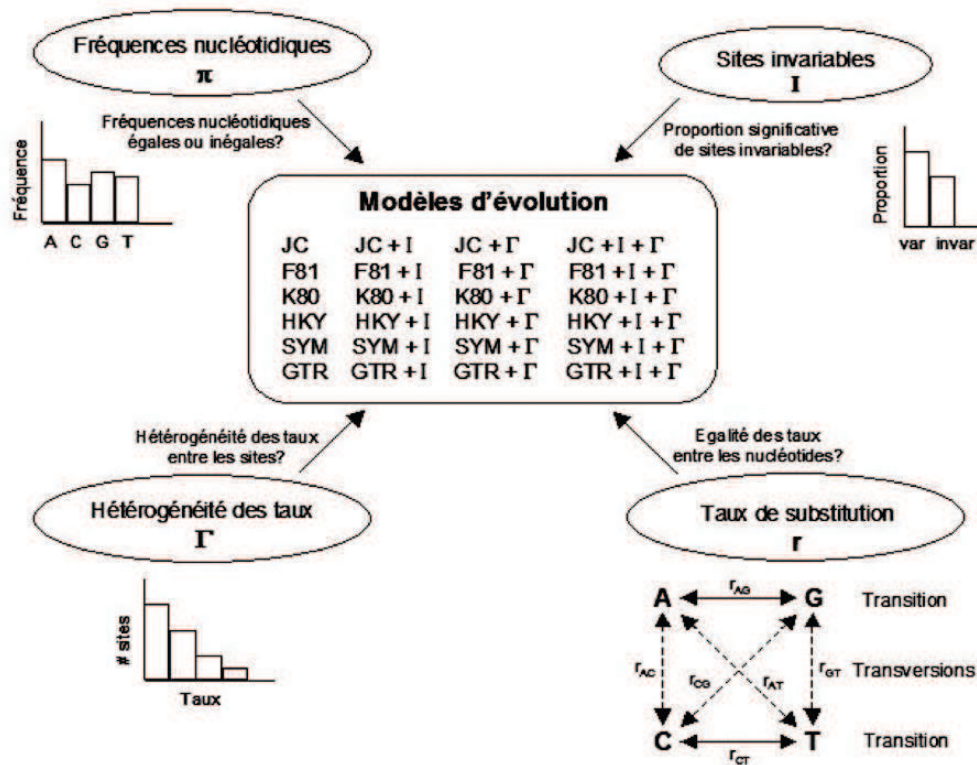 Fréquences nucléotidiques
π
Sites invariables
I
Fréquences nucléotidiques
égales ou inégales?
Proportion significative
de sites invariables?
Fréquence
A C G T
Proportion
var invar
Modèles d'évolution
JC JC + I JC + Γ JC + I + Γ
F81 F81 + I F81 + Γ F81 + I + Γ
K80 K80 + I K80 + Γ K80 + I + Γ
HKY HKY + I HKY + Γ HKY + I + Γ
SYM SYM + I SYM + Γ SYM + I + Γ
GTR GTR + I GTR + Γ GTR + I + Γ
Hétérogénéité des taux
entre les sites?
Egalité des taux
entre les nucléotides?
Hétérogénéité des taux
Γ
Taux de substitution
r
# sites
Taux
A rAG G Transition
rAC rCG rAT rGT Transversions
C rCT T Transition